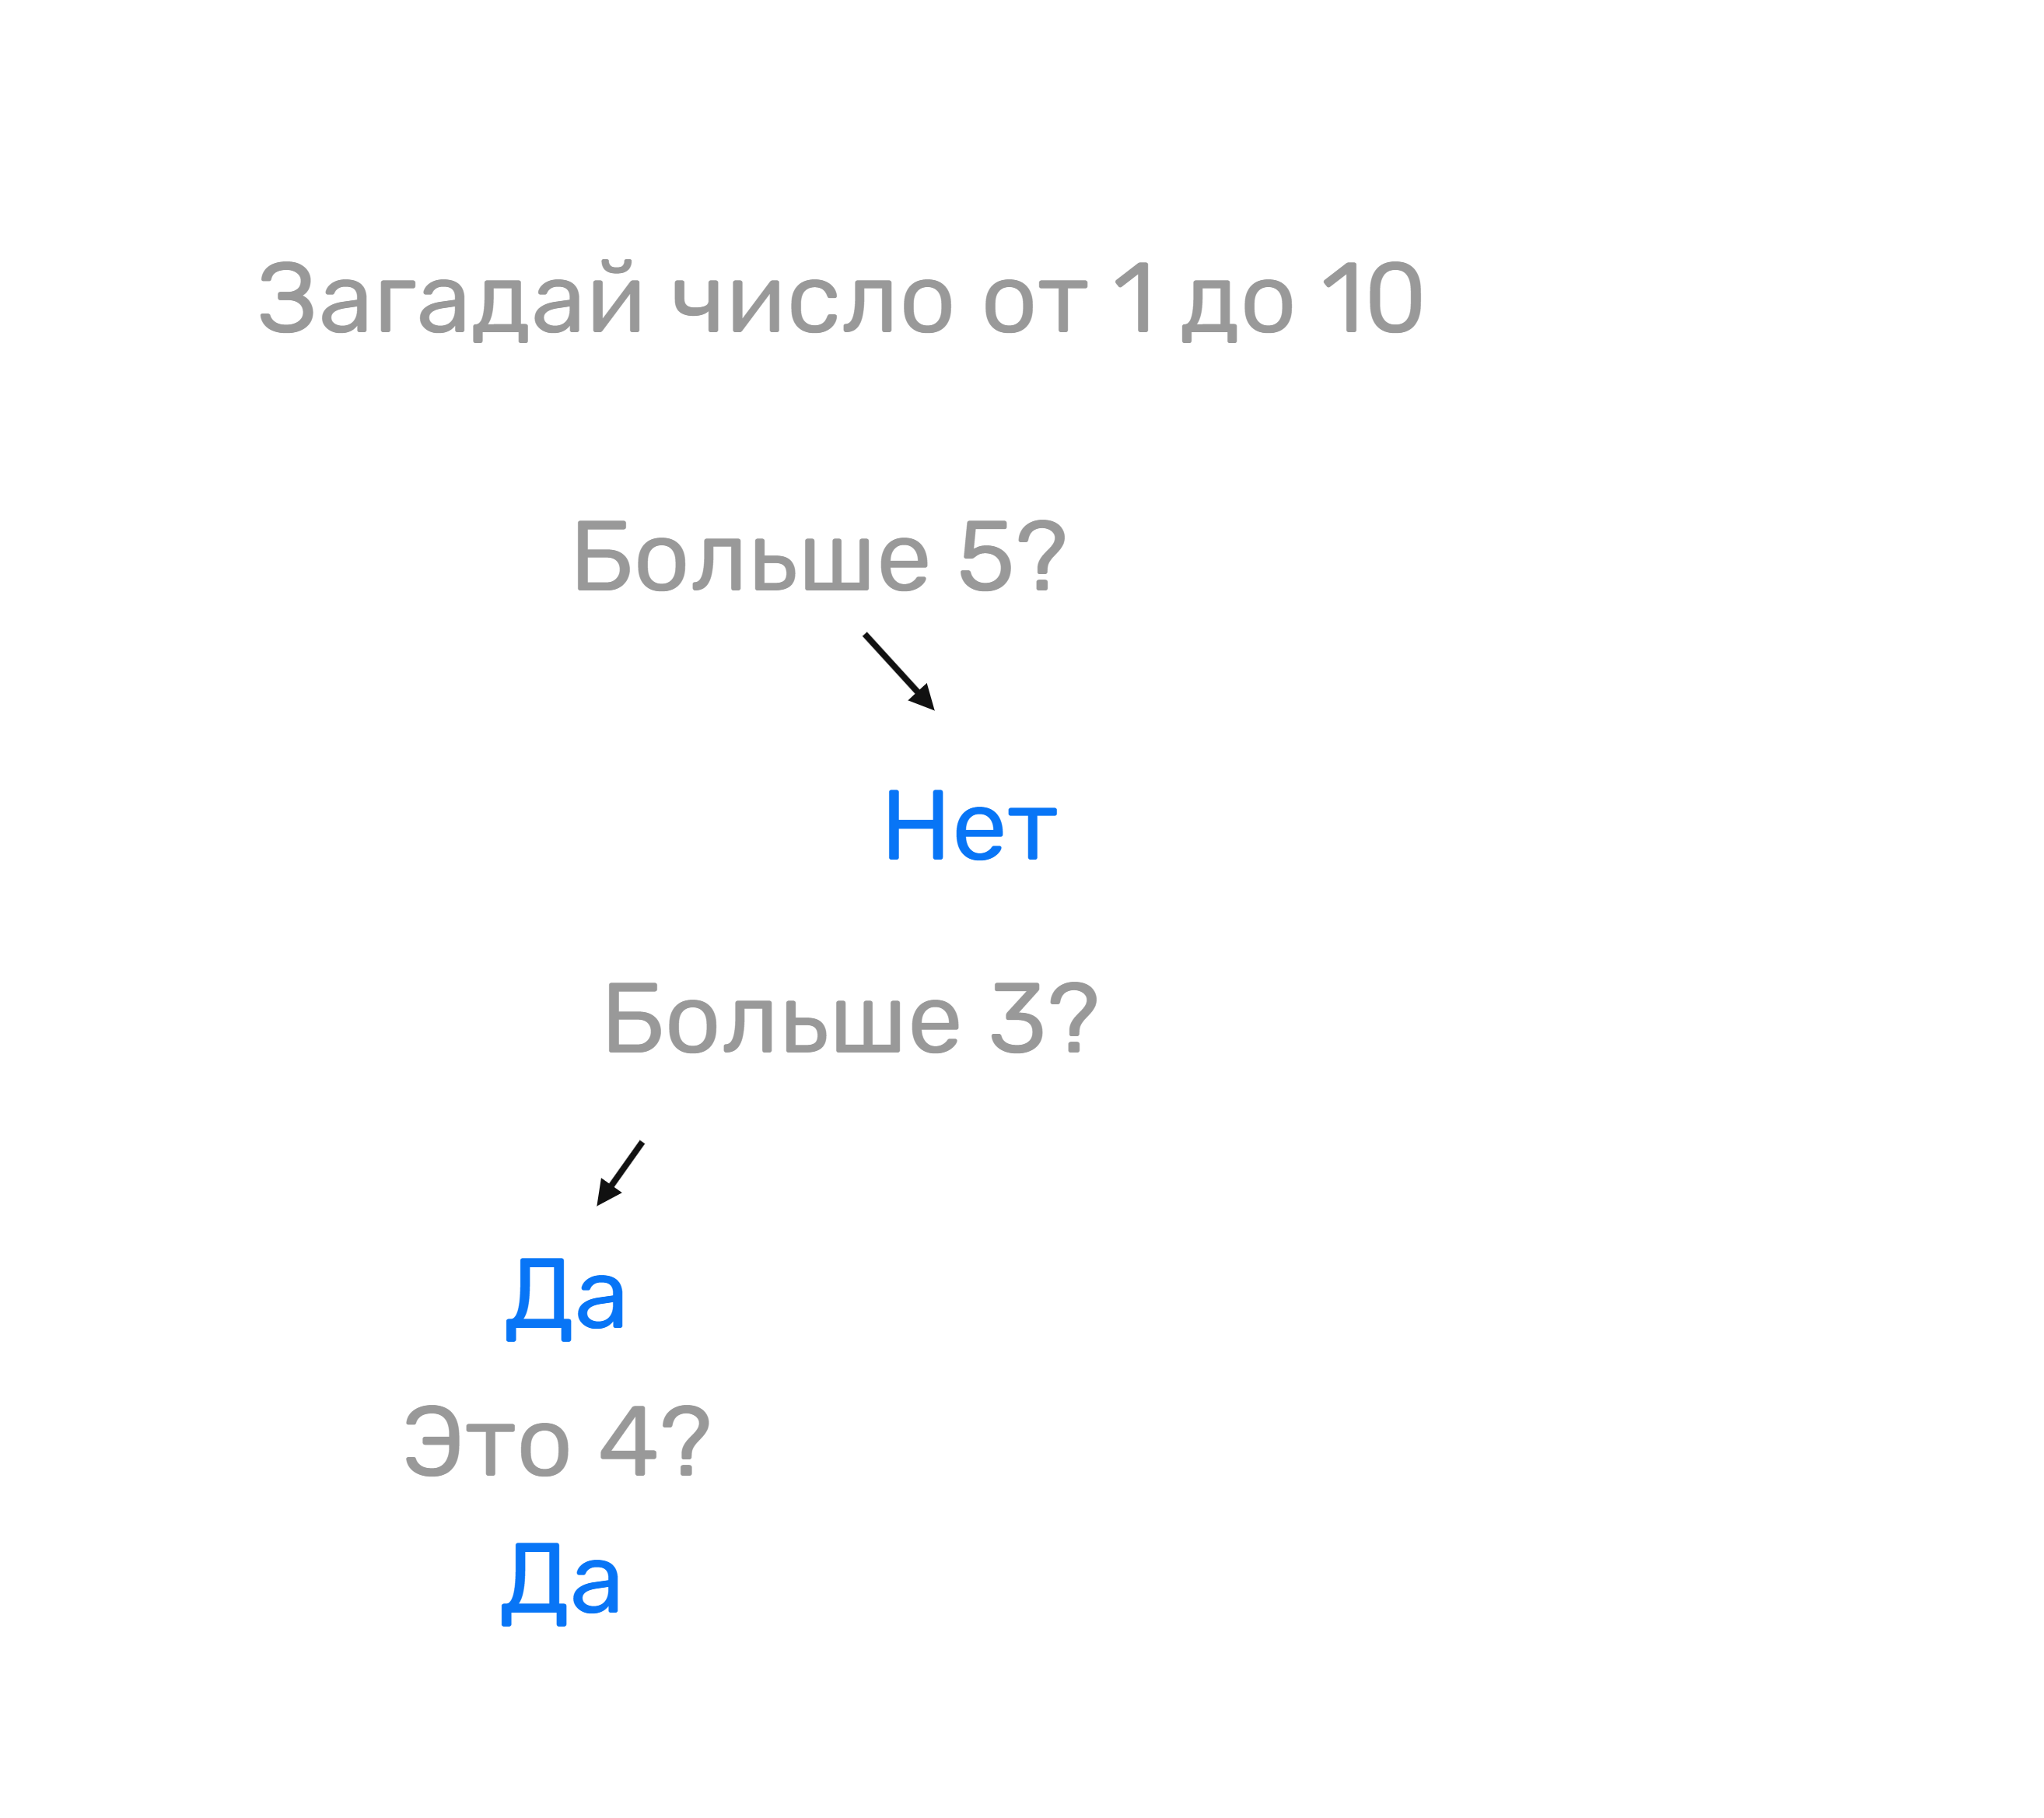 Загадай число от 1 до 10
Больше 5?
Нет
Больше 3?
Да
Это 4?
Да